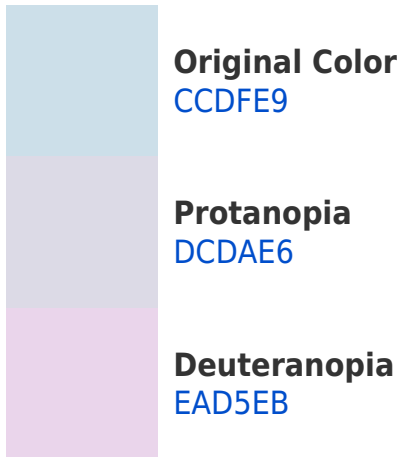 Original Color
CCDFE9
Protanopia
DCDAE6
Deuteranopia
EAD5EB